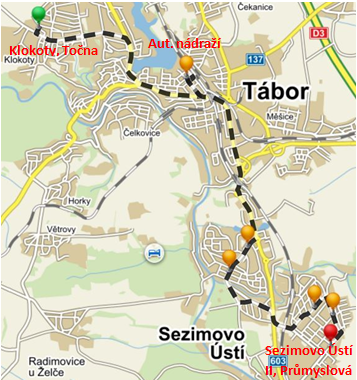 Čekanice
Aut. nádraží
Klokoty, Točna
D3
Klokoty
137
Tábor
Měšice
Čelkovice
Horky
Větrovy
Sezimovo
Ústí
603
Sezimovo Ústí
II, Průmyslová
Radimovice
u Želče